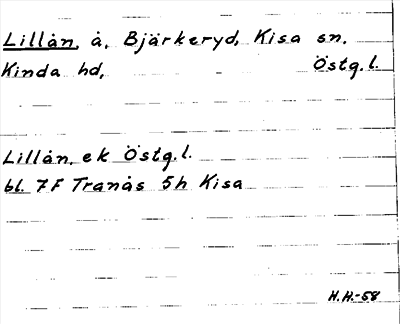 Lillån, å, Bjärkeryd, Kisa sn.
Kinda hd, Östg. l.
Lillån. ek Östg. l.
bl. 7F Tranås 5h Kisa
H.H.-58